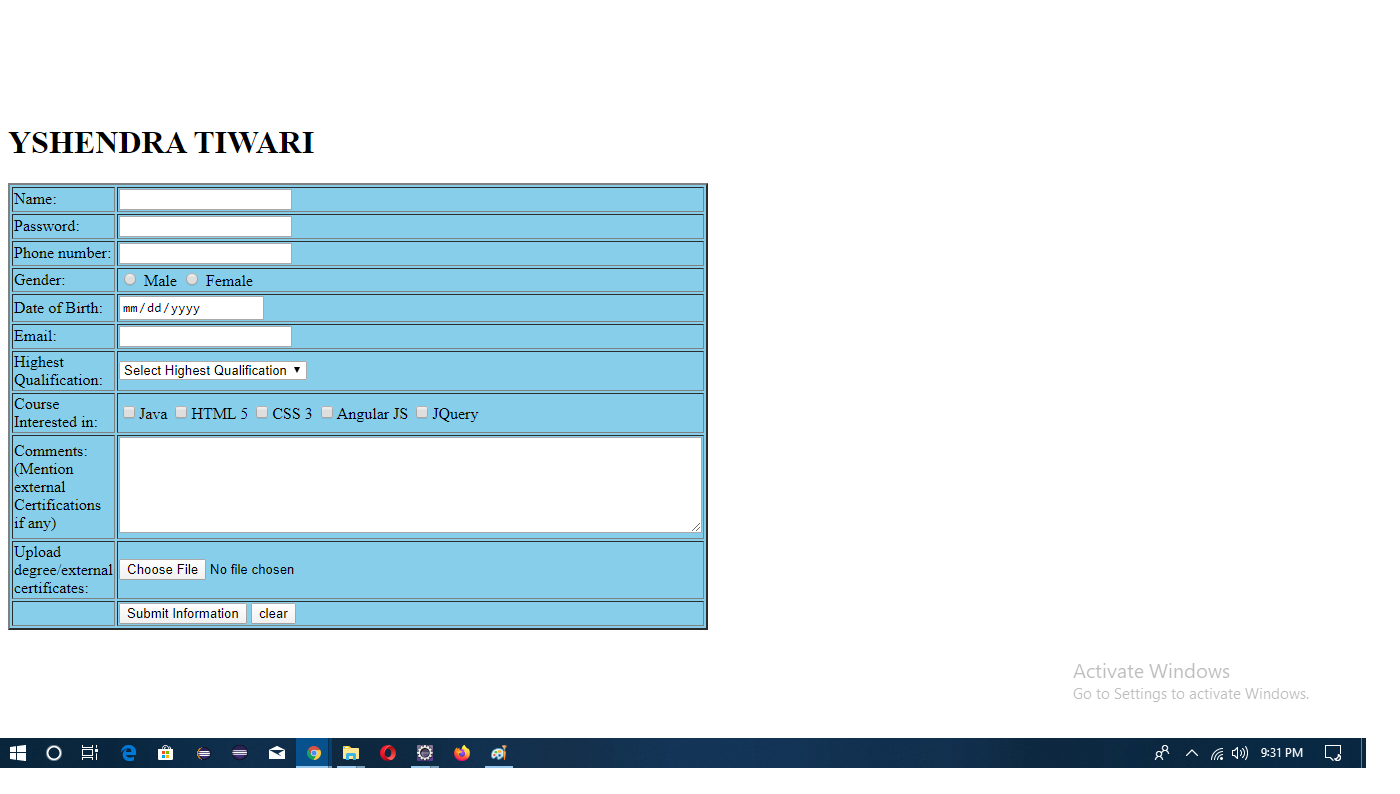 YSHENDRA TIWARI
Name:
Password:
Phone number:
Gender: Male Female
Date of Birth: mm/dd/yyyy
Email:
Highest
Qualification: Select Highest Qualification
Course
Interested in: Java HTML 5 CSS 3 Angular JS JQuery
Comments:
(Mention
external
Certifications
if any)
Upload
degree/external
certificates: Choose File No file chosen
Submit Information clear
Activate Windows
Go to Settings to activate Windows.
9:31 PM